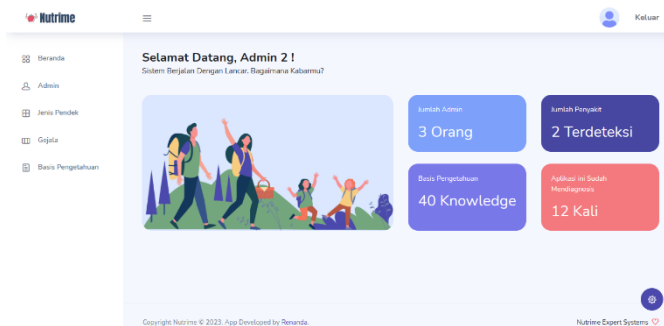 Nutrime
Keluar
Beranda
Admin
Jenis Pendek
Gejala
Basis Pengetahuan
Selamat Datang, Admin 2 !
Sistem Berjalan Dengan Lancar. Bagaimana Kabarmu?
Jumlah Admin
3 Orang
Jumlah Penyakit
2 Terdeteksi
Basis Pengetahuan
40 Knowledge
Aplikasi ini Sudah
Mendiagnosis
12 Kali
Copyright Nutrime © 2023. App Developed by Renanda.
Nutrime Expert Systems